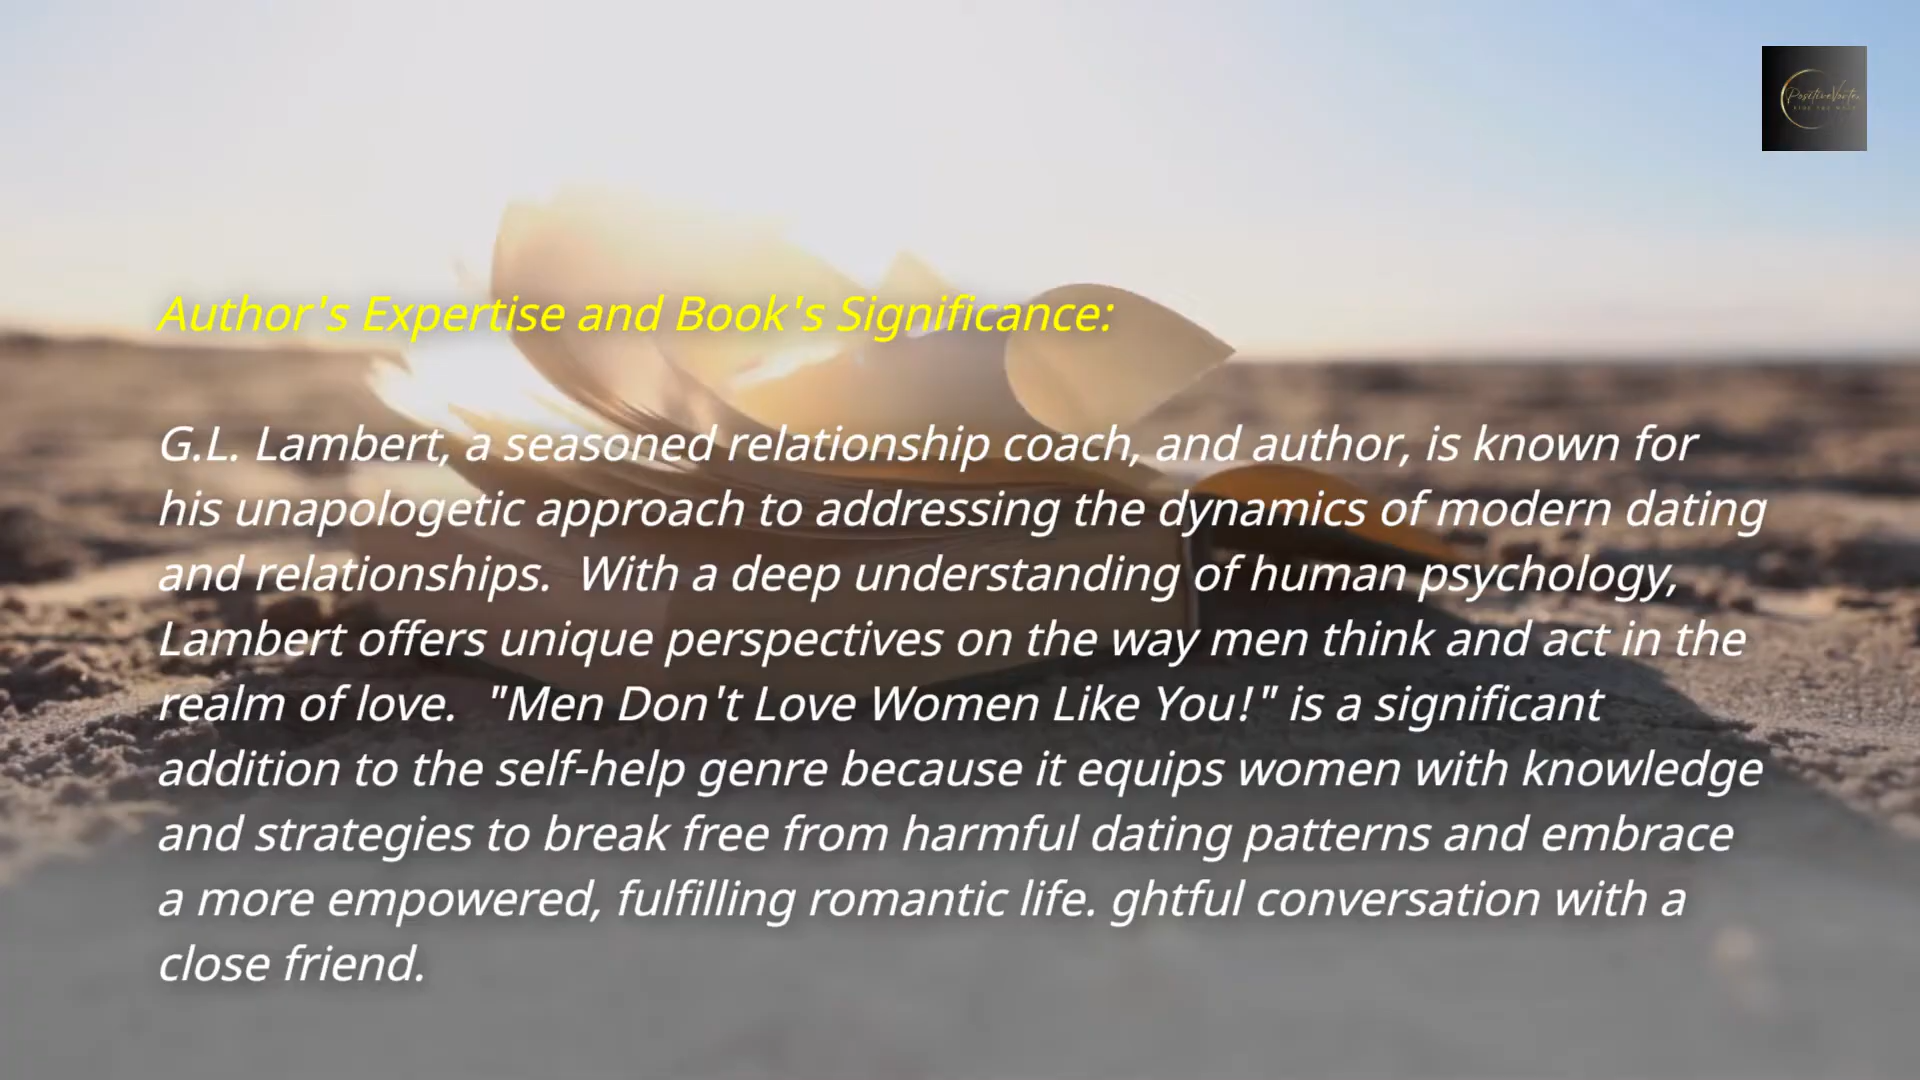 PositiveVorte
Author's Expertise and Book's Significance:
G.L. Lambert, a seasoned relationship coach, and author, is known for
his unapologetic approach to addressing the dynamics of modern dating
and relationships.  With a deep understanding of human psychology,
Lambert offers unique perspectives on the way men think and act in the
realm of love.  "Men Don't Love Women Like You!" is a significant
addition to the self-help genre because it equips women with knowledge
and strategies to break free from harmful dating patterns and embrace
a more empowered, fulfilling romantic life. ghtful conversation with a
close friend.